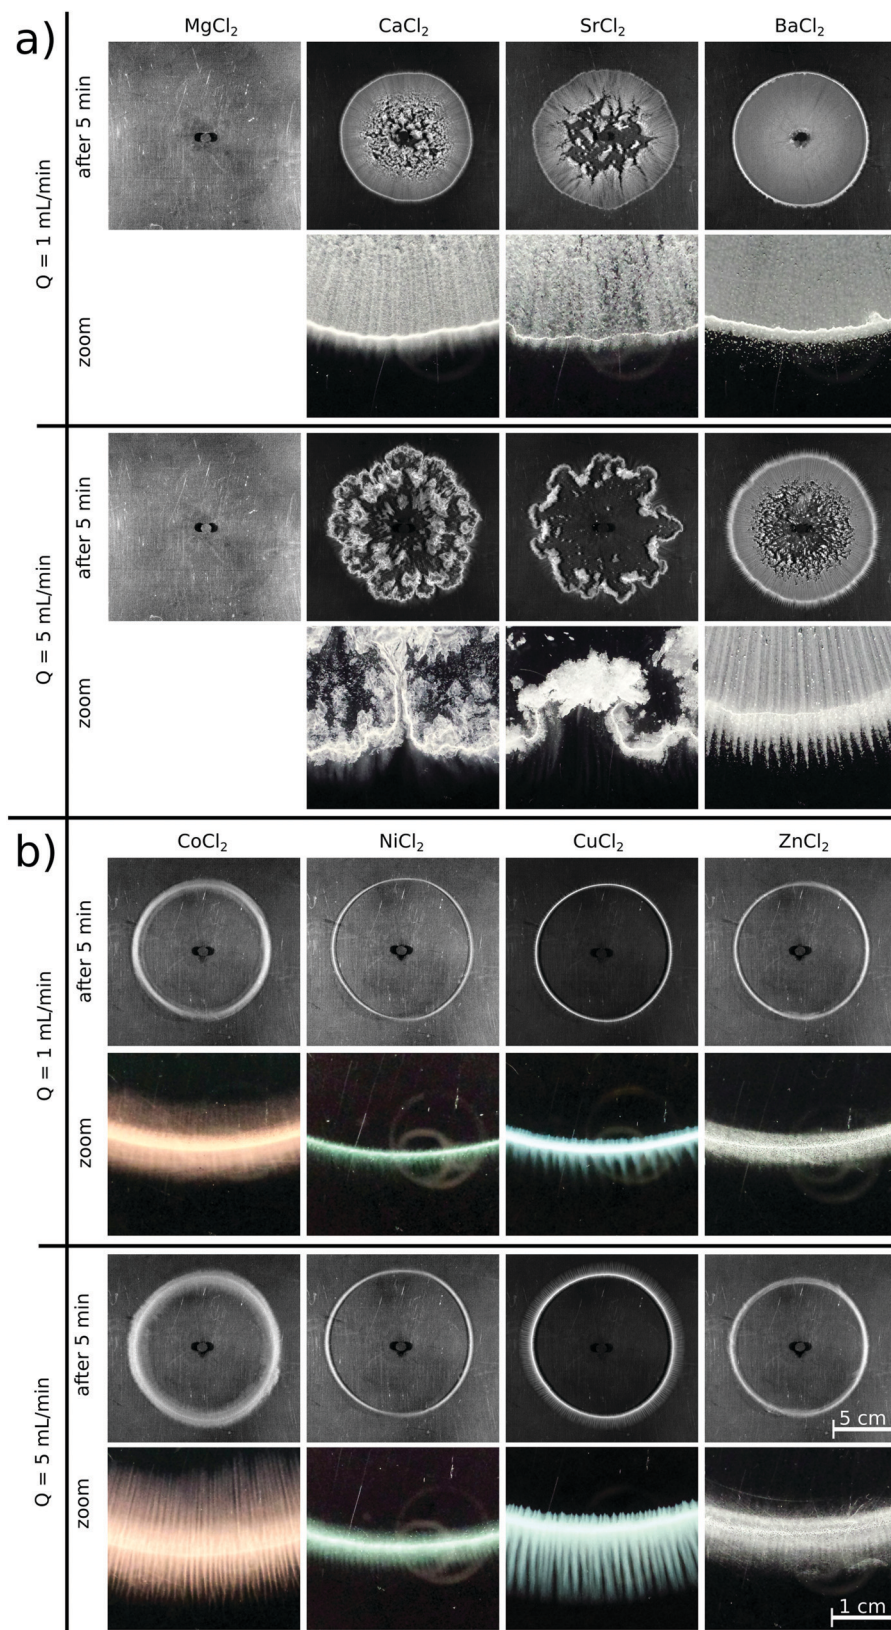 a)
MgCl₂ CaCl₂ SrCl₂ BaCl₂
Q = 1 mL/min
after 5 min
zoom
Q = 5 mL/min
after 5 min
zoom
b)
CoCl₂ NiCl₂ CuCl₂ ZnCl₂
Q = 1 mL/min
after 5 min
zoom
Q = 5 mL/min
after 5 min
5 cm
zoom
1 cm